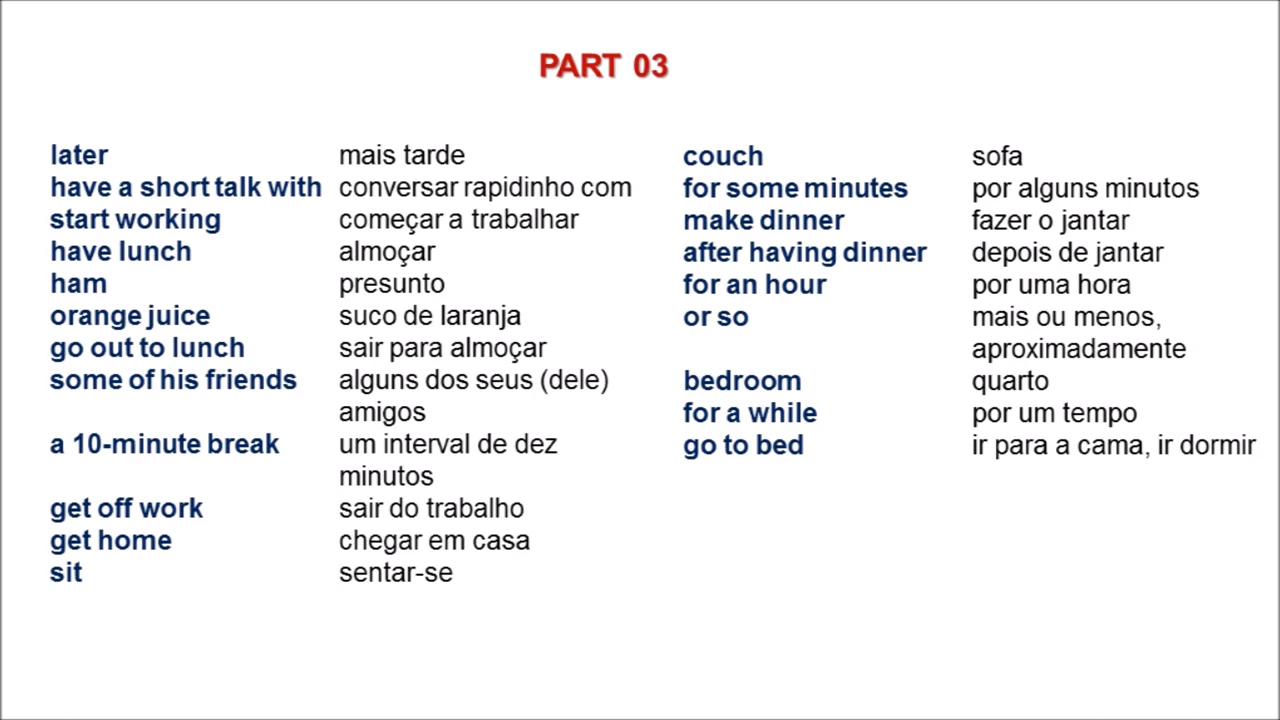 PART 03
later mais tarde
have a short talk with conversar rapidinho com
start working começar a trabalhar
have lunch almoçar
ham presunto
orange juice suco de laranja
go out to lunch sair para almoçar
some of his friends alguns dos seus (dele)
amigos
a 10-minute break um interval de dez
minutos
get off work sair do trabalho
get home chegar em casa
sit sentar-se
couch sofa
for some minutes por alguns minutos
make dinner fazer o jantar
after having dinner depois de jantar
for an hour por uma hora
or so mais ou menos,
aproximadamente
bedroom quarto
for a while por um tempo
go to bed ir para a cama, ir dormir